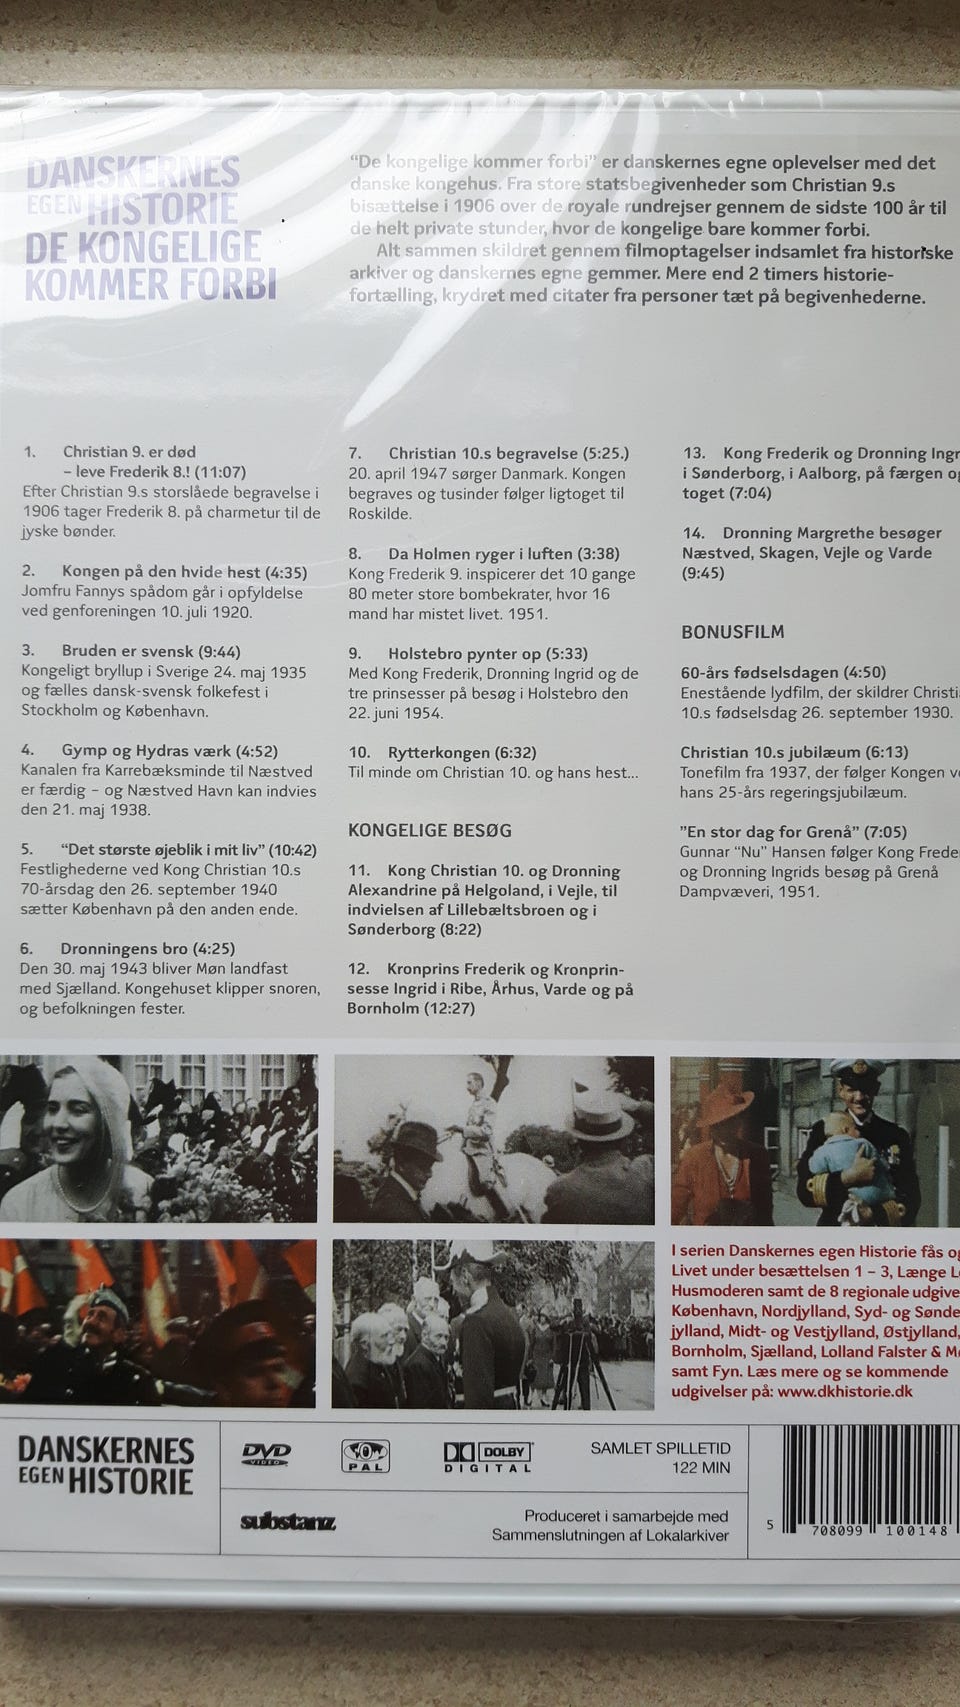 DANSKERNES
EGEN HISTORIE
DE KONGELIGE
KOMMER FORBI
"De kongelige kommer forbi" er danskernes egne oplevelser med det
danske kongehus. Fra store statsbegivenheder som Christian 9.s
bisættelse i 1906 over de royale rundrejser gennem de sidste 100 år til
de helt private stunder, hvor de kongelige bare kommer forbi.
Alt sammen skildret gennem filmoptagelser indsamlet fra historiske
arkiver og danskernes egne gemmer. Mere end 2 timers historie-
fortælling, krydret med citater fra personer tæt på begivenhederne.
1. Christian 9. er død
– leve Frederik 8.! (11:07)
Efter Christian 9.s storslåede begravelse i
1906 tager Frederik 8. på charmetur til de
jyske bønder.
2. Kongen på den hvide hest (4:35)
Jomfru Fannys spådom går i opfyldelse
ved genforeningen 10. juli 1920.
3. Bruden er svensk (9:44)
Kongeligt bryllup i Sverige 24. maj 1935
og fælles dansk-svensk folkefest i
Stockholm og København.
4. Gymp og Hydras værk (4:52)
Kanalen fra Karrebæksminde til Næstved
er færdig – og Næstved Havn kan indvies
den 21. maj 1938.
5. "Det største øjeblik i mit liv" (10:42)
Festlighederne ved Kong Christian 10.s
70-årsdag den 26. september 1940
sætter København på den anden ende.
6. Dronningens bro (4:25)
Den 30. maj 1943 bliver Møn landfast
med Sjælland. Kongehuset klipper snoren,
og befolkningen fester.
7. Christian 10.s begravelse (5:25.)
20. april 1947 sørger Danmark. Kongen
begraves og tusinder følger ligtoget til
Roskilde.
8. Da Holmen ryger i luften (3:38)
Kong Frederik 9. inspicerer det 10 gange
80 meter store bombekrater, hvor 16
mand har mistet livet. 1951.
9. Holstebro pynter op (5:33)
Med Kong Frederik, Dronning Ingrid og de
tre prinsesser på besøg i Holstebro den
22. juni 1954.
10. Rytterkongen (6:32)
Til minde om Christian 10. og hans hest...
KONGELIGE BESØG
11. Kong Christian 10. og Dronning
Alexandrine på Helgoland, i Vejle, til
indvielsen af Lillebæltsbroen og i
Sønderborg (8:22)
12. Kronprins Frederik og Kronprin-
sesse Ingrid i Ribe, Århus, Varde og på
Bornholm (12:27)
13. Kong Frederik og Dronning Ingr
i Sønderborg, i Aalborg, på færgen og
toget (7:04)
14. Dronning Margrethe besøger
Næstved, Skagen, Vejle og Varde
(9:45)
BONUSFILM
60-års fødselsdagen (4:50)
Enestående lydfilm, der skildrer Christi
10.s fødselsdag 26. september 1930.
Christian 10.s jubilæum (6:13)
Tonefilm fra 1937, der følger Kongen v
hans 25-års regeringsjubilæum.
"En stor dag for Grenå" (7:05)
Gunnar "Nu" Hansen følger Kong Frede
og Dronning Ingrids besøg på Grenå
Dampvæveri, 1951.
I serien Danskernes egen Historie fås og
Livet under besættelsen 1 – 3, Længe L
Husmoderen samt de 8 regionale udgive
København, Nordjylland, Syd- og Sønde
jylland, Midt- og Vestjylland, Østjylland,
Bornholm, Sjælland, Lolland Falster & M
samt Fyn. Læs mere og se kommende
udgivelser på: www.dkhistorie.dk
DANSKERNES
EGEN HISTORIE
DVD
VIDEO
PAL
DOLBY
DIGITAL
SAMLET SPILLETID
122 MIN
substanz
Produceret i samarbejde med
Sammenslutningen af Lokalarkiver
5 708099 100148